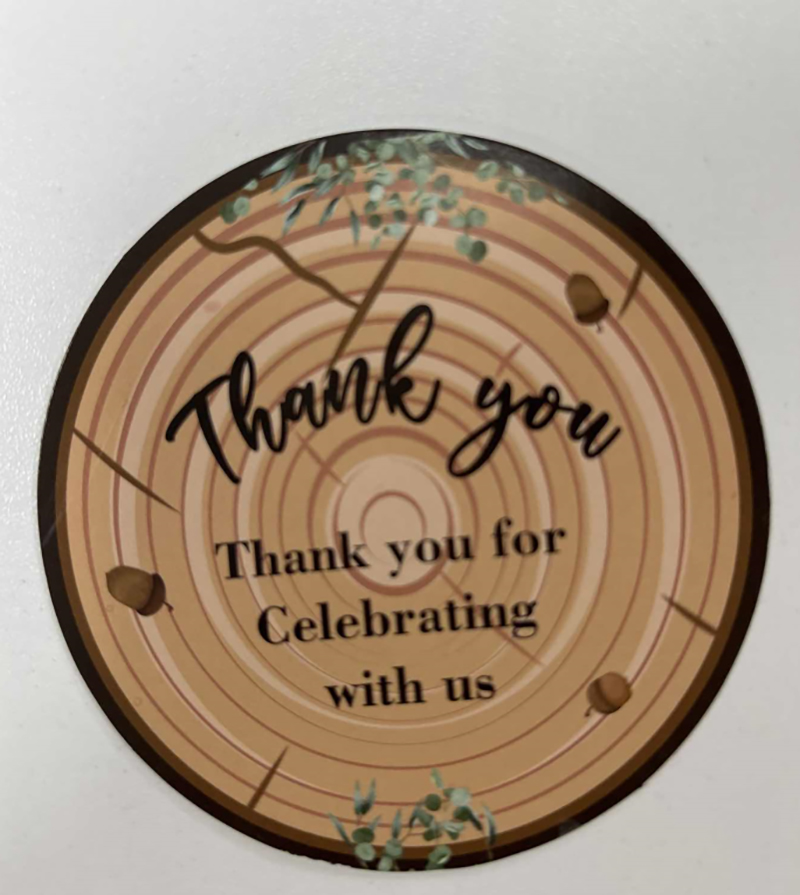 Thank you
Thank you for
Celebrating
with us